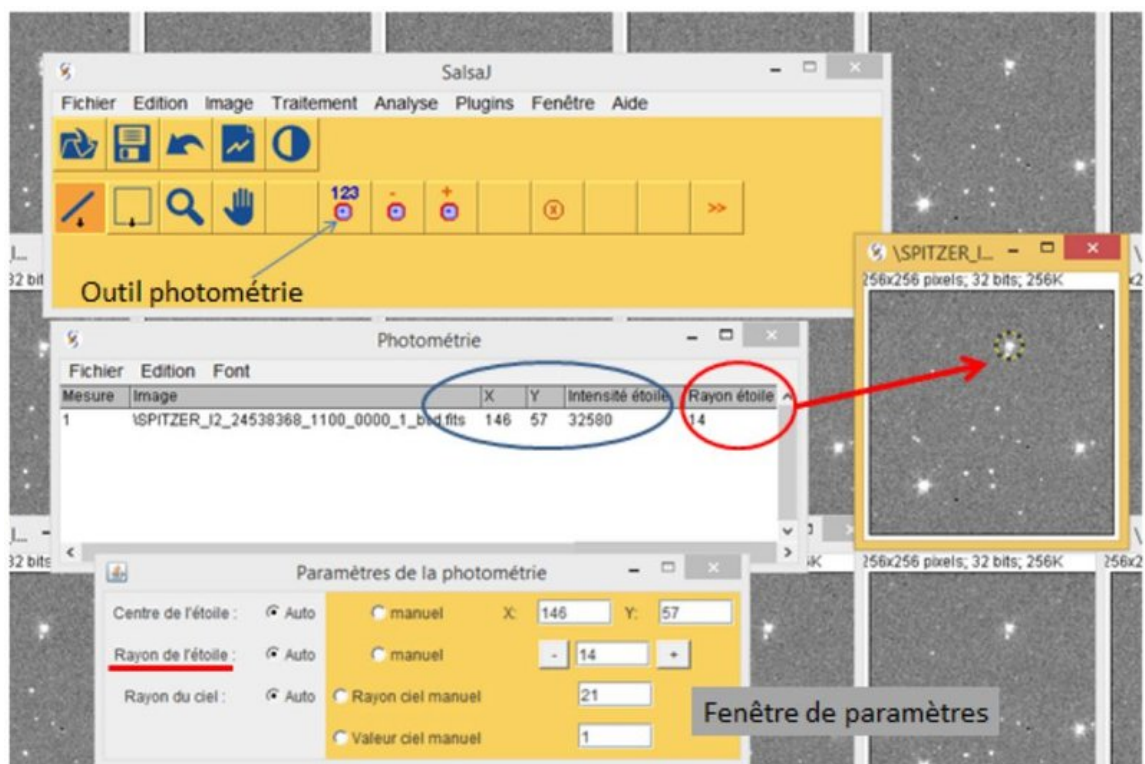 SalsaJ
Fichier Edition Image Traitement Analyse Plugins Fenêtre Aide
123
- +
>>
Outil photométrie
32 bit
\SPITZER_I...
256x256 pixels; 32 bits; 256K
Photométrie
Fichier Edition Font
Mesure Image X Y Intensité étoile Rayon étoile
1 \SPITZER_I2_24538368_1100_0000_1_bcd.fits 146 57 32580 14
32 bits
256x256 pixels; 32 bits; 256K
256x2
Paramètres de la photométrie
Centre de l'étoile : Auto manuel X: 146 Y: 57
Rayon de l'étoile : Auto manuel - 14 +
Rayon du ciel : Auto Rayon ciel manuel 21
Valeur ciel manuel 1
Fenêtre de paramètres